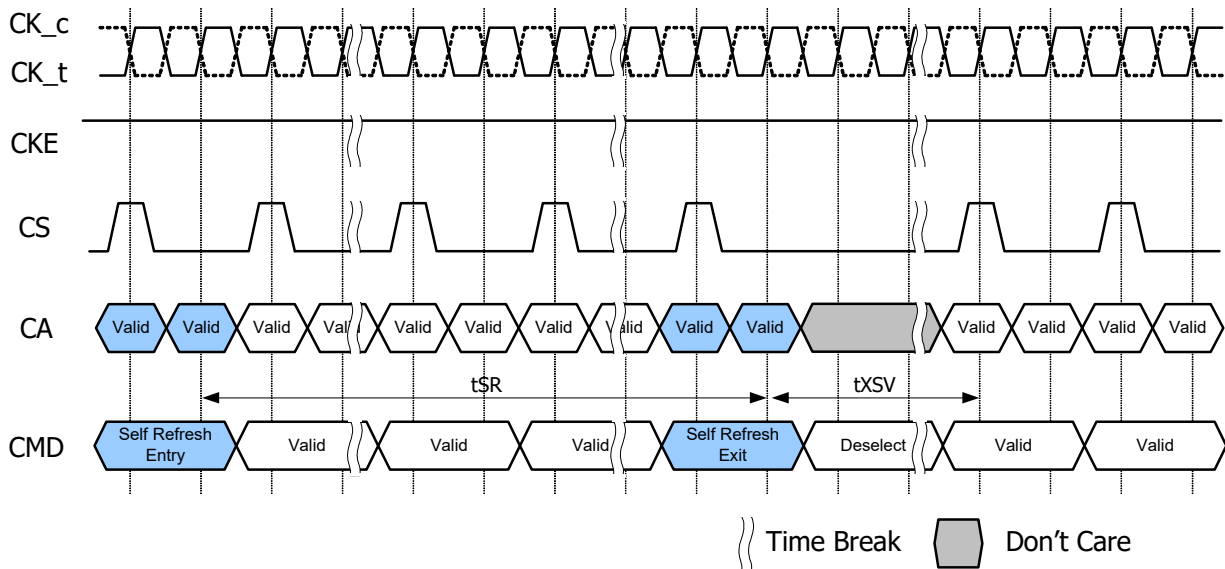 CK_c
CK_t
CKE
CS
CA Valid Valid Valid Valid Valid Valid Valid Valid Valid Valid Valid Valid Valid Valid
tSR tXSV
CMD Self Refresh Entry Valid Valid Valid Self Refresh Exit Deselect Valid Valid
Time Break Don't Care